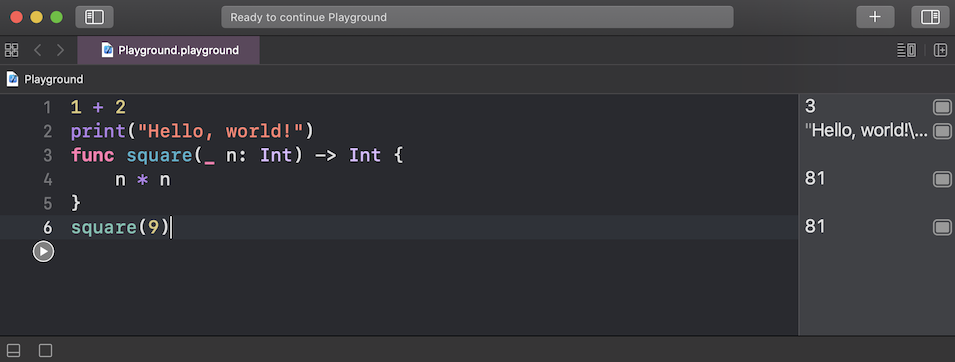 Ready to continue Playground
Playground.playground
Playground
1 1 + 2
3
2 print("Hello, world!")
"Hello, world!\...
3 func square(_ n: Int) -> Int {
4 n * n
81
5 }
6 square(9)
81